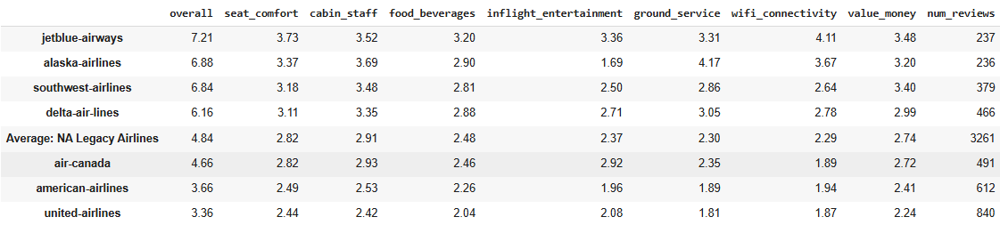 overall seat_comfort cabin_staff food_beverages inflight_entertainment ground_service wifi_connectivity value_money num_reviews
jetblue-airways 7.21 3.73 3.52 3.20 3.36 3.31 4.11 3.48 237
alaska-airlines 6.88 3.37 3.69 2.90 1.69 4.17 3.67 3.20 236
southwest-airlines 6.84 3.18 3.48 2.81 2.50 2.86 2.64 3.40 379
delta-air-lines 6.16 3.11 3.35 2.88 2.71 3.05 2.78 2.99 466
Average: NA Legacy Airlines 4.84 2.82 2.91 2.48 2.37 2.30 2.29 2.74 3261
air-canada 4.66 2.82 2.93 2.46 2.92 2.35 1.89 2.72 491
american-airlines 3.66 2.49 2.53 2.26 1.96 1.89 1.94 2.41 612
united-airlines 3.36 2.44 2.42 2.04 2.08 1.81 1.87 2.24 840